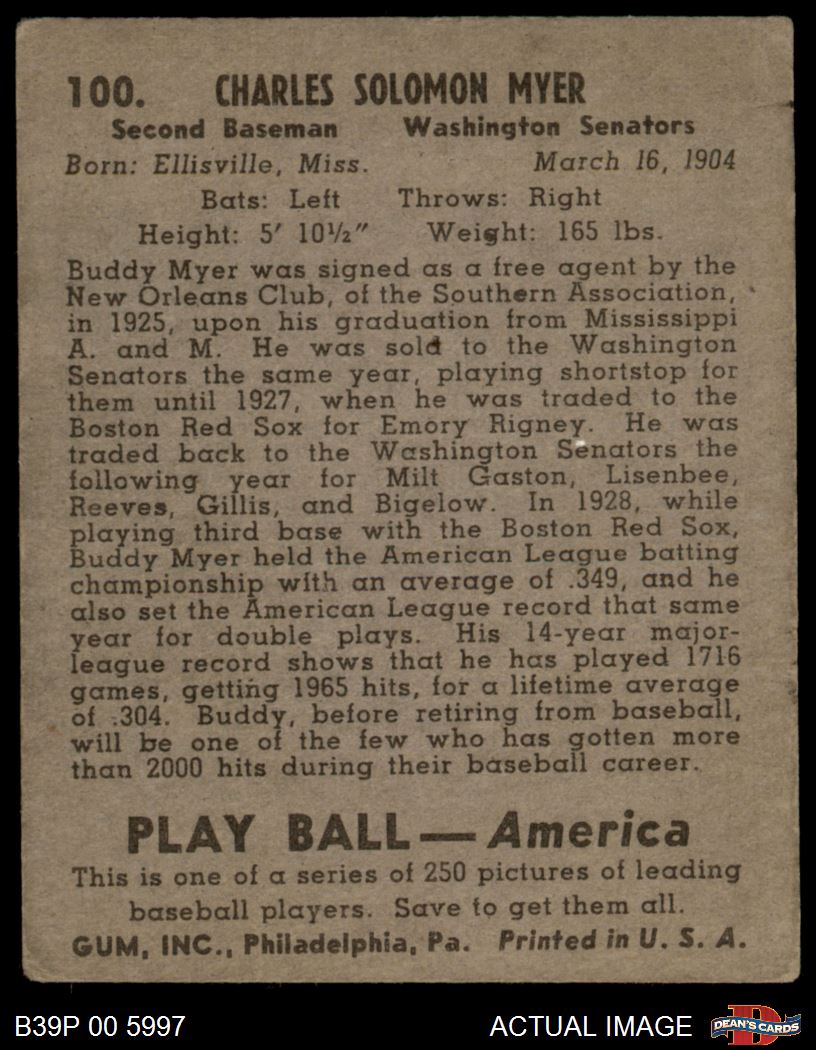 100. CHARLES SOLOMON MYER
Second Baseman Washington Senators
Born: Ellisville, Miss. March 16, 1904
Bats: Left Throws: Right
Height: 5′ 10½″ Weight: 165 lbs.
Buddy Myer was signed as a free agent by the
New Orleans Club, of the Southern Association,
in 1925, upon his graduation from Mississippi
A. and M. He was sold to the Washington
Senators the same year, playing shortstop for
them until 1927, when he was traded to the
Boston Red Sox for Emory Rigney. He was
traded back to the Washington Senators the
following year for Milt Gaston, Lisenbee,
Reeves, Gillis, and Bigelow. In 1928, while
playing third base with the Boston Red Sox,
Buddy Myer held the American League batting
championship with an average of .349, and he
also set the American League record that same
year for double plays. His 14-year major-
league record shows that he has played 1716
games, getting 1965 hits, for a lifetime average
of .304. Buddy, before retiring from baseball,
will be one of the few who has gotten more
than 2000 hits during their baseball career.
PLAY BALL—America
This is one of a series of 250 pictures of leading
baseball players. Save to get them all.
GUM, INC., Philadelphia, Pa. Printed in U. S. A.
B39P 00 5997 ACTUAL IMAGE D DEAN'S CARDS